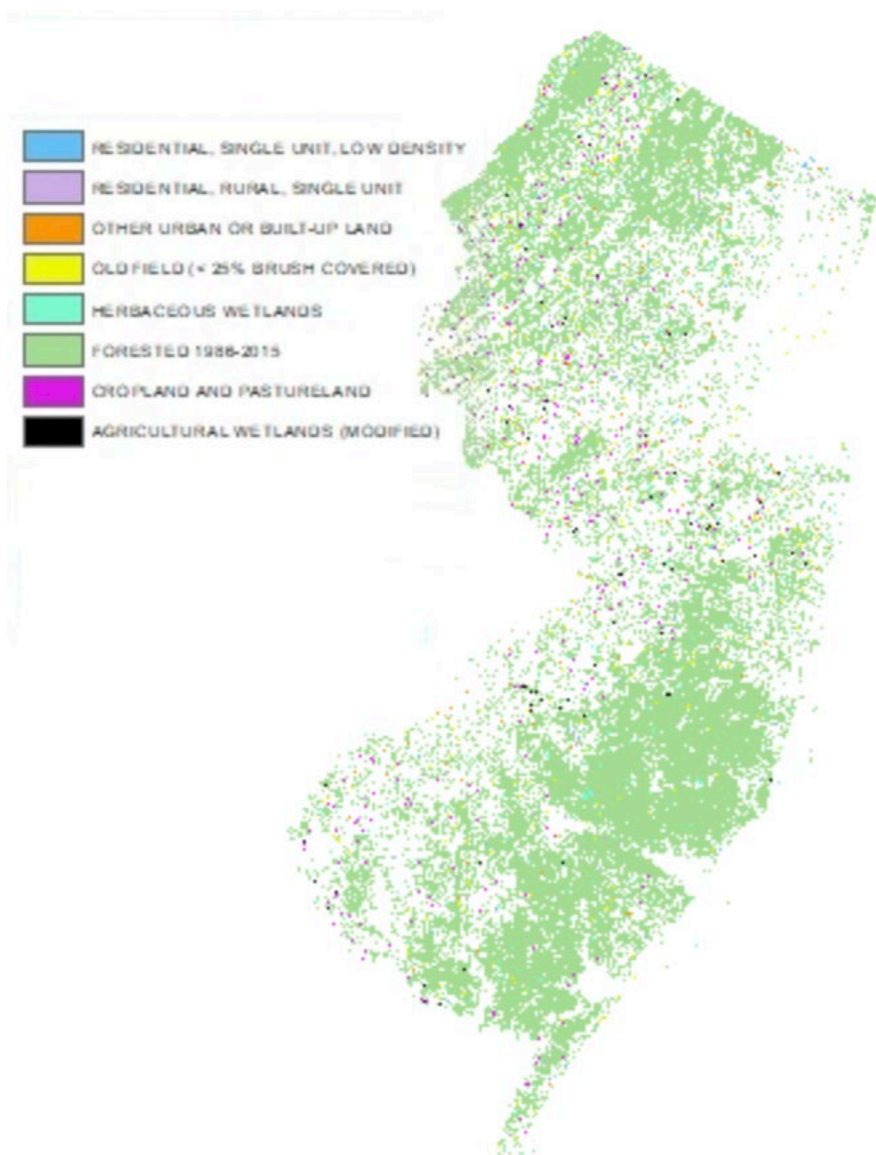 RESIDENTIAL, SINGLE UNIT, LOW DENSITY
RESIDENTIAL, RURAL, SINGLE UNIT
OTHER URBAN OR BUILT-UP LAND
OLD FIELD (< 25% BRUSH COVERED)
HERBACEOUS WETLANDS
FORESTED 1986-2015
CROPLAND AND PASTURELAND
AGRICULTURAL WETLANDS (MODIFIED)